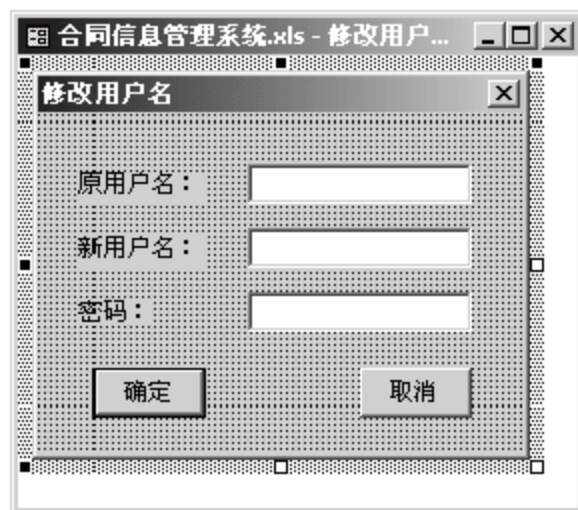 合同信息管理系统.xls - 修改用户...
修改用户名
原用户名：
新用户名：
密码：
确定 取消